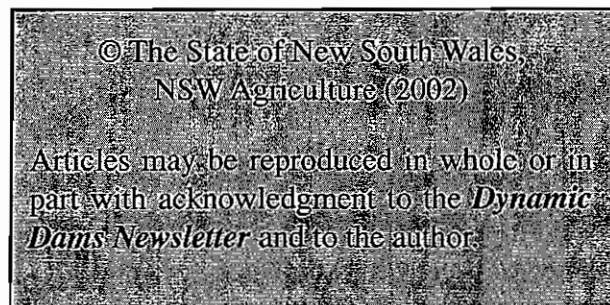 © The State of New South Wales,
NSW Agriculture (2002)
Articles may be reproduced in whole or in
part with acknowledgment to the Dynamic
Dams Newsletter and to the author.